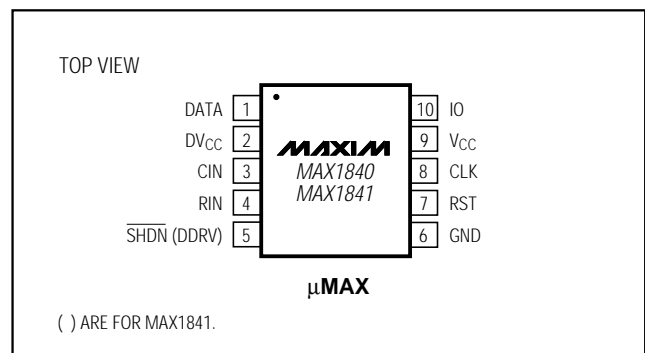 TOP VIEW
DATA 1
DVCC 2
CIN 3
RIN 4
SHDN (DDRV) 5
10 IO
9 VCC
8 CLK
7 RST
6 GND
MAXIM
MAX1840
MAX1841
μMAX
( ) ARE FOR MAX1841.